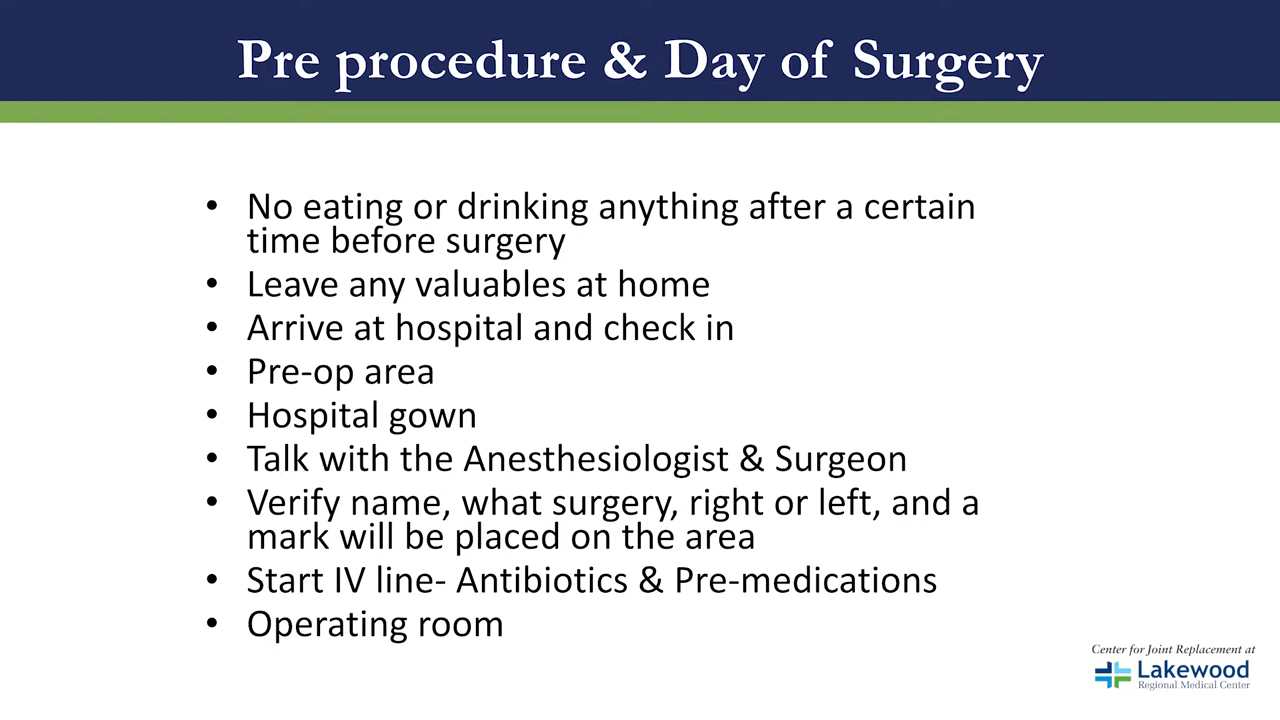 Pre procedure & Day of Surgery
• No eating or drinking anything after a certain
time before surgery
• Leave any valuables at home
• Arrive at hospital and check in
• Pre-op area
• Hospital gown
• Talk with the Anesthesiologist & Surgeon
• Verify name, what surgery, right or left, and a
mark will be placed on the area
• Start IV line- Antibiotics & Pre-medications
• Operating room
Center for Joint Replacement at
Lakewood
Regional Medical Center